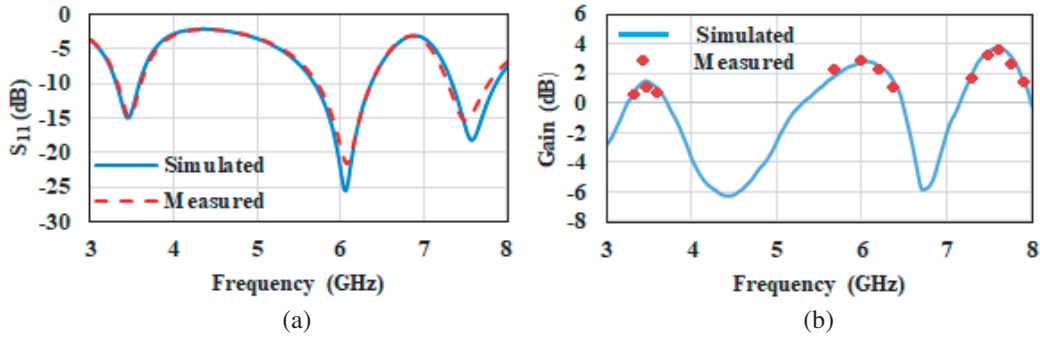 0
-5
-10
-15
-20
-25
-30
S11 (dB)
Simulated
Measured
3 4 5 6 7 8
Frequency (GHz)
(a)
6
4
2
0
-2
-4
-6
-8
Gain (dB)
Simulated
Measured
3 4 5 6 7 8
Frequency (GHz)
(b)